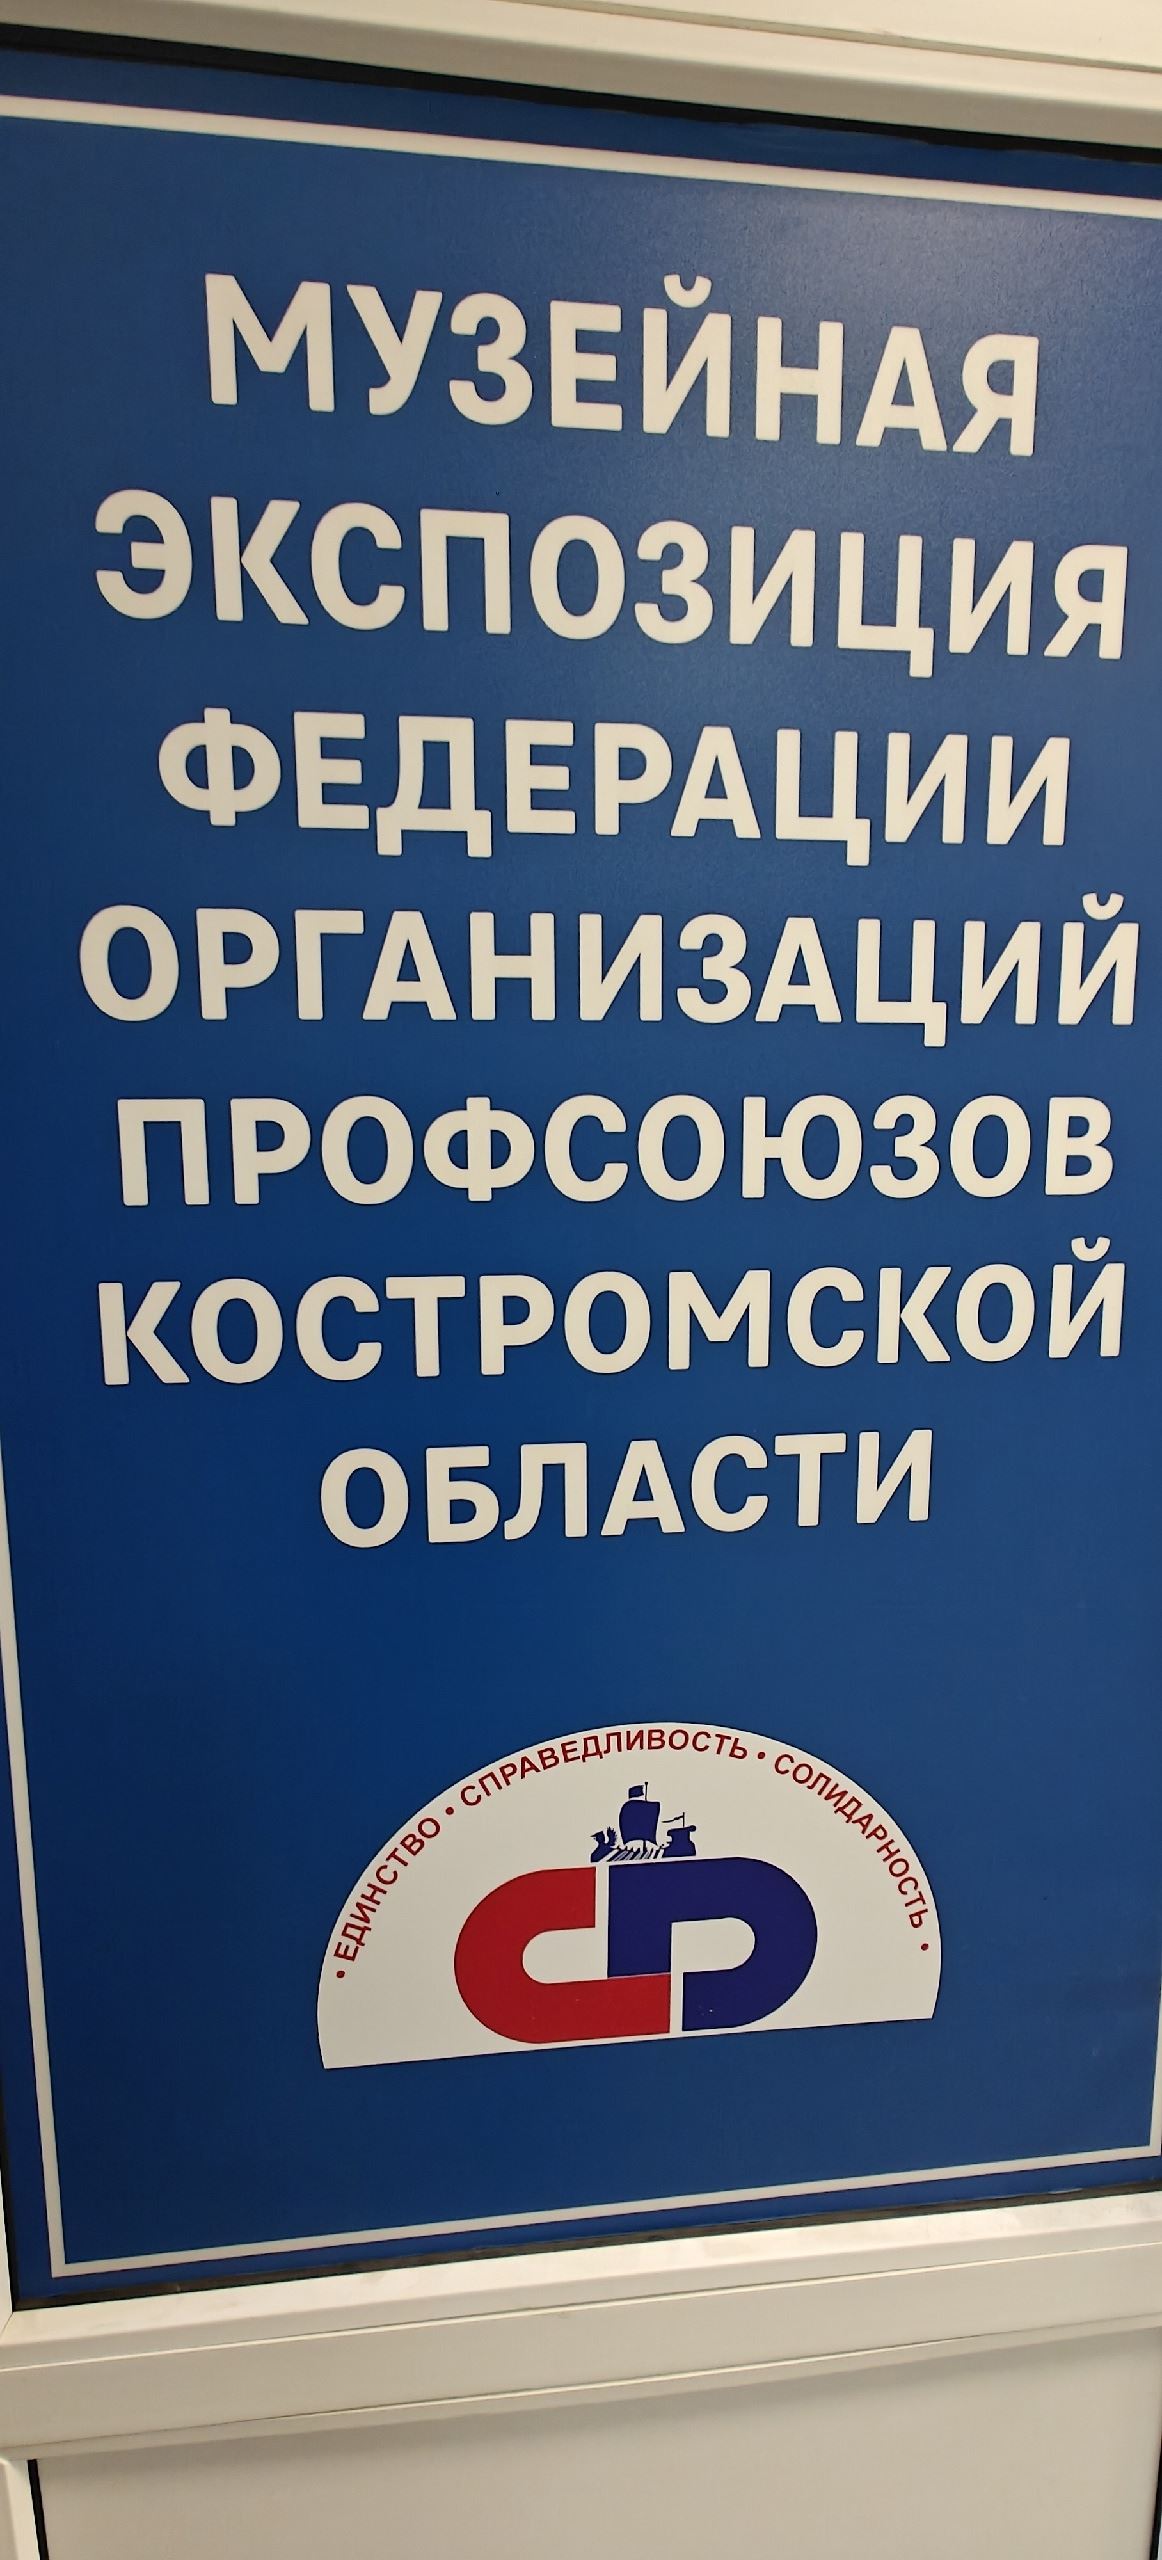 МУЗЕЙНАЯ
ЭКСПОЗИЦИЯ
ФЕДЕРАЦИИ
ОРГАНИЗАЦИЙ
ПРОФСОЮЗОВ
КОСТРОМСКОЙ
ОБЛАСТИ
• ЕДИНСТВО • СПРАВЕДЛИВОСТЬ • СОЛИДАРНОСТЬ •